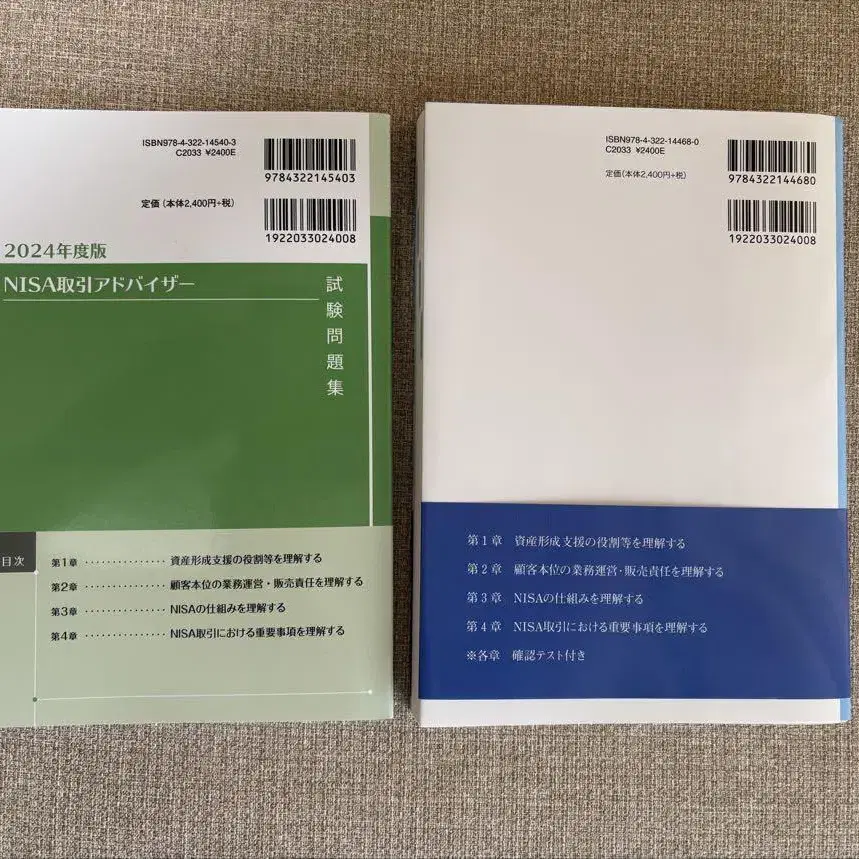 ISBN978-4-322-14540-3
C2033 ¥2400E
9784322145403
定価 (本体2,400円+税)
1922033024008
2024年度版
NISA取引アドバイザー
試験問題集
目次
第1章 ‥‥‥‥‥‥‥ 資産形成支援の役割等を理解する
第2章 ‥‥‥‥‥‥‥ 顧客本位の業務運営・販売責任を理解する
第3章 ‥‥‥‥‥‥‥ NISAの仕組みを理解する
第4章 ‥‥‥‥‥‥‥ NISA取引における重要事項を理解する
ISBN978-4-322-14468-0
C2033 ¥2400E
9784322144680
定価(本体2,400円+税)
1922033024008
第1章 資産形成支援の役割等を理解する
第2章 顧客本位の業務運営・販売責任を理解する
第3章 NISAの仕組みを理解する
第4章 NISA取引における重要事項を理解する
※各章 確認テスト付き